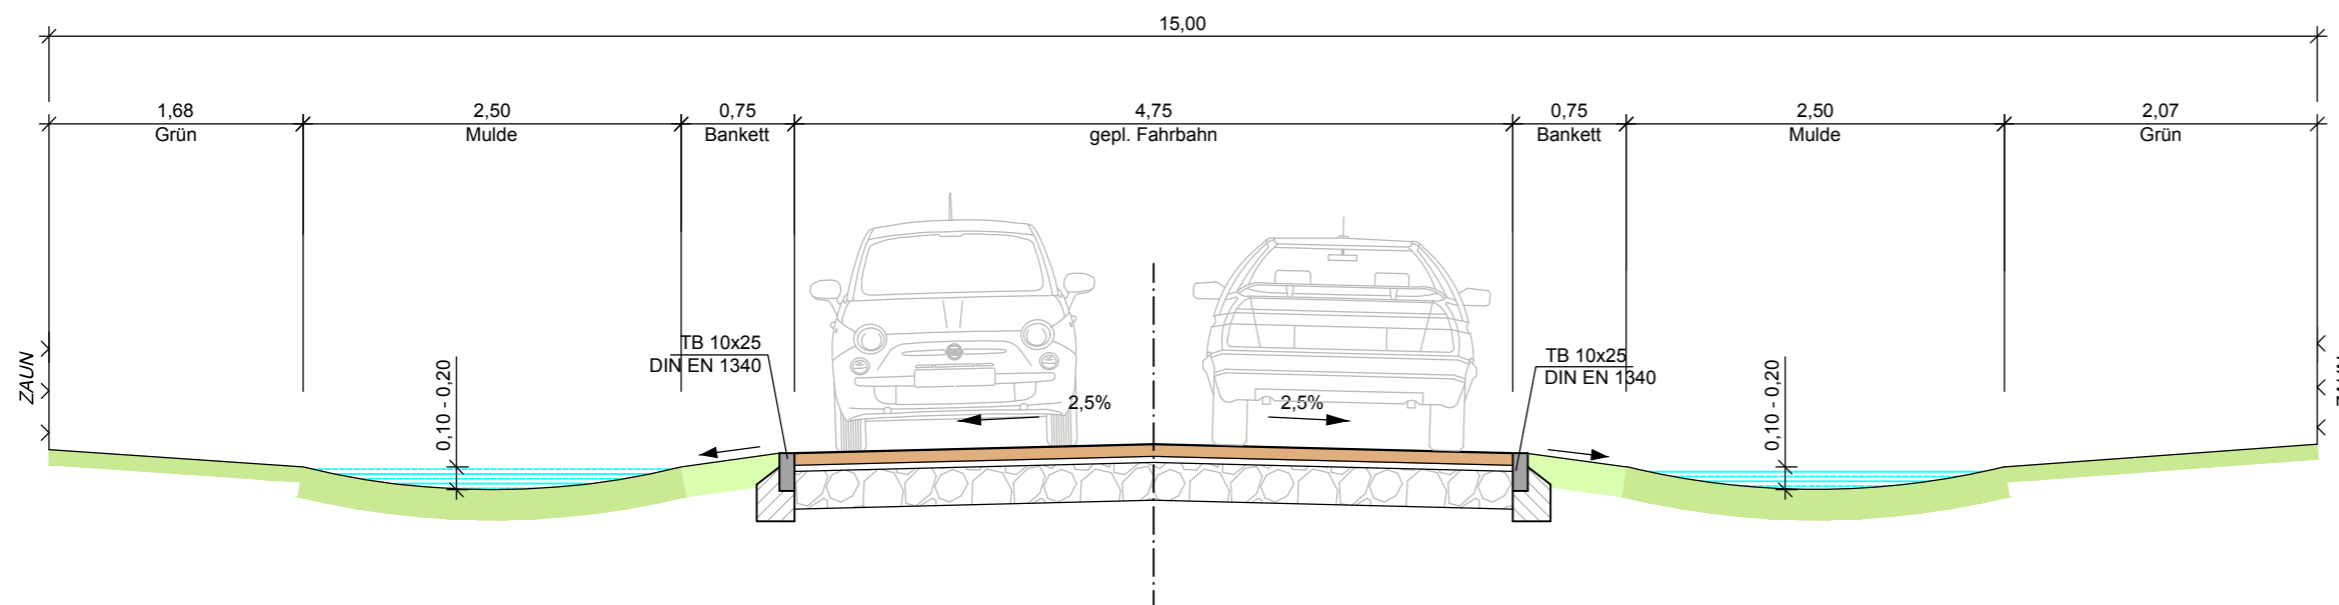 15,00
1,68
Grün
2,50
Mulde
0,75
Bankett
4,75
gepl. Fahrbahn
0,75
Bankett
2,50
Mulde
2,07
Grün
ZAUN
0,10 - 0,20
TB 10x25
DIN EN 1340
2,5%
2,5%
TB 10x25
DIN EN 1340
0,10 - 0,20